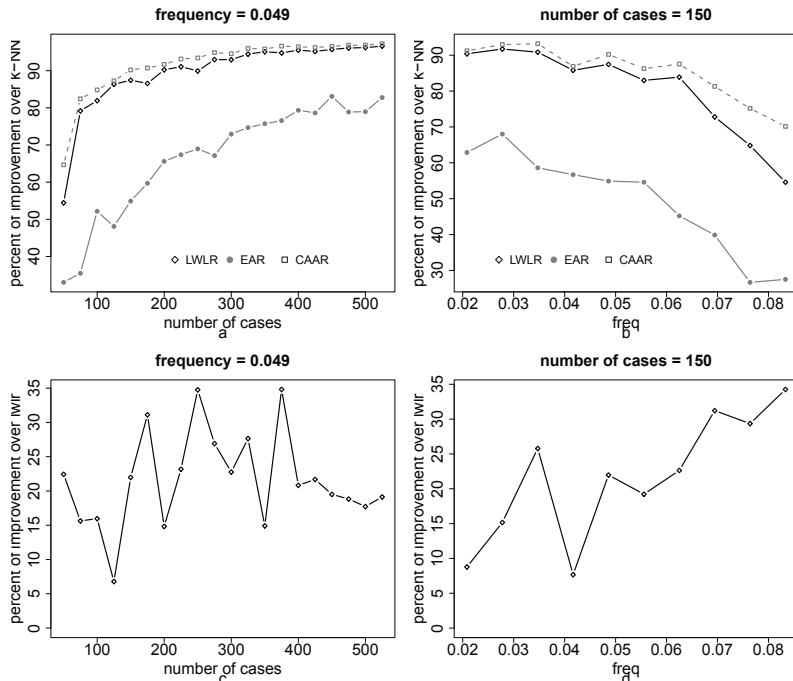 frequency = 0.049
percent of improvement over k−NN
90
80
70
60
50
40
LWLR EAR CAAR
100 200 300 400 500
number of cases
a
number of cases = 150
percent of improvement over k−NN
90
80
70
60
50
40
30
LWLR EAR CAAR
0.02 0.03 0.04 0.05 0.06 0.07 0.08
freq
b
frequency = 0.049
percent of improvement over lwlr
35
30
25
20
15
10
5
0
100 200 300 400 500
number of cases
c
number of cases = 150
percent of improvement over lwlr
35
30
25
20
15
10
5
0
0.02 0.03 0.04 0.05 0.06 0.07 0.08
freq
d